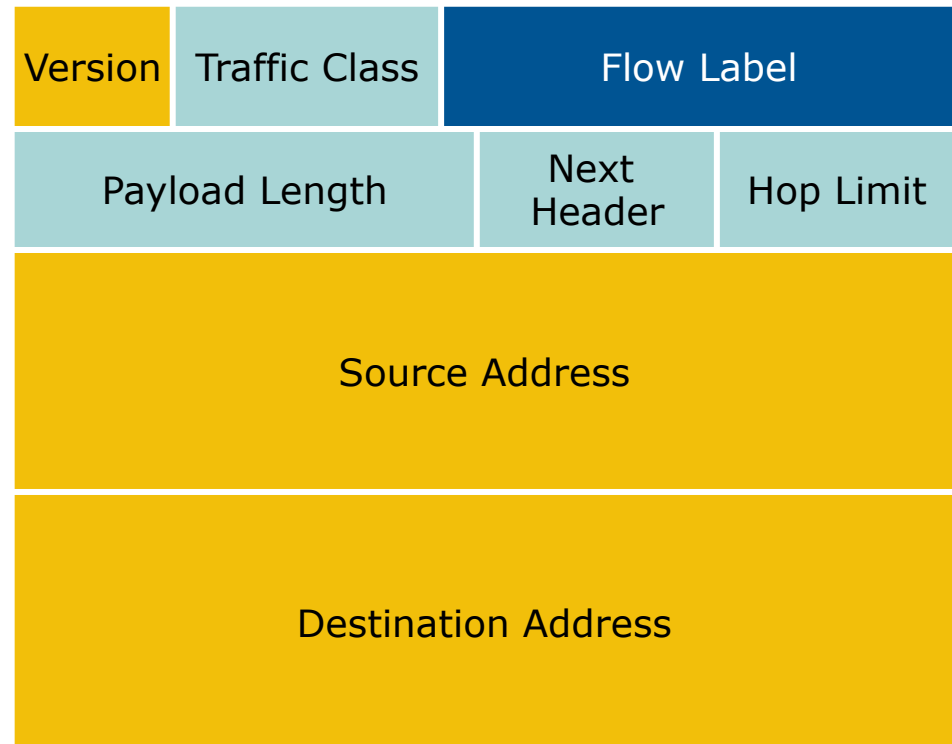 Version
Traffic Class
Flow Label
Payload Length
Next
Header
Hop Limit
Source Address
Destination Address